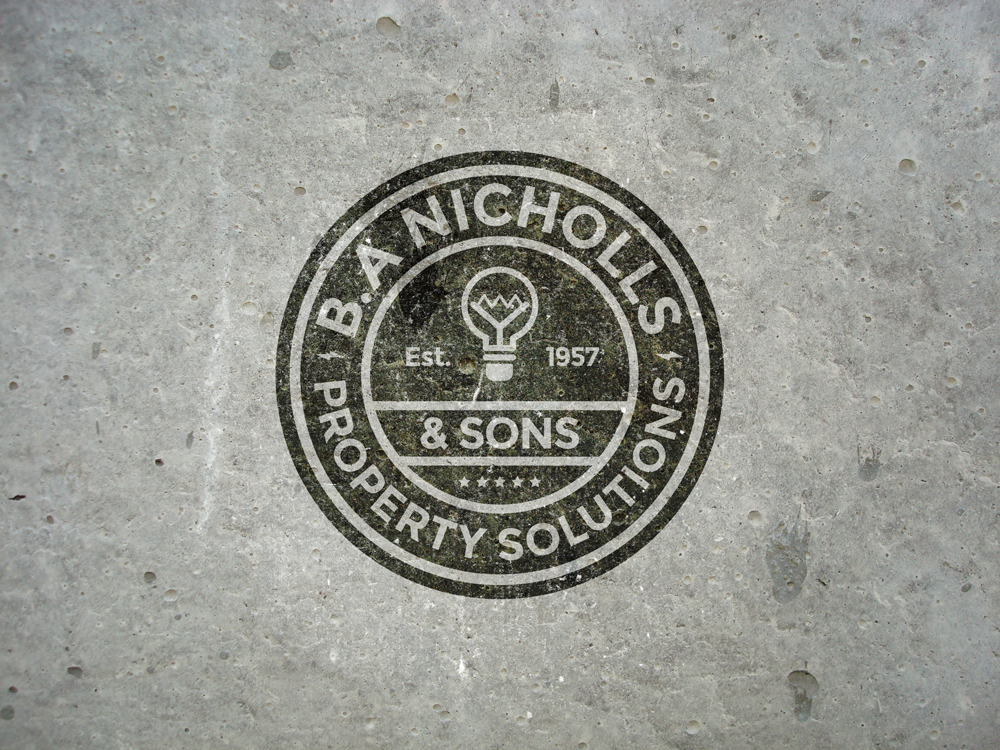 B.A NICHOLLS
Est. 1957
& SONS
PROPERTY SOLUTIONS